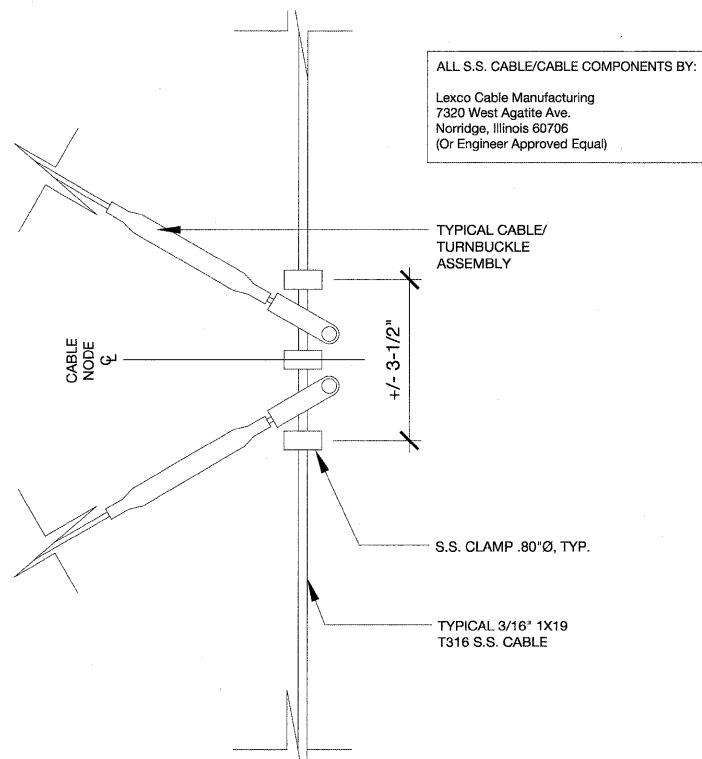 ALL S.S. CABLE/CABLE COMPONENTS BY:
Lexco Cable Manufacturing
7320 West Agatite Ave.
Norridge, Illinois 60706
(Or Engineer Approved Equal)
TYPICAL CABLE/
TURNBUCKLE
ASSEMBLY
CABLE
NODE
℄
+/- 3-1/2"
S.S. CLAMP .80"Ø, TYP.
TYPICAL 3/16" 1X19
T316 S.S. CABLE